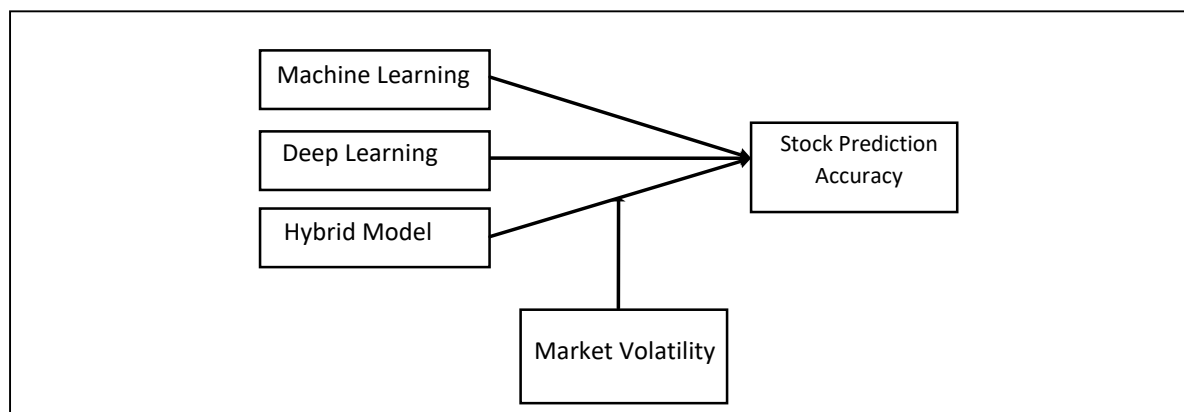 Machine Learning
Deep Learning
Hybrid Model
Stock Prediction
Accuracy
Market Volatility